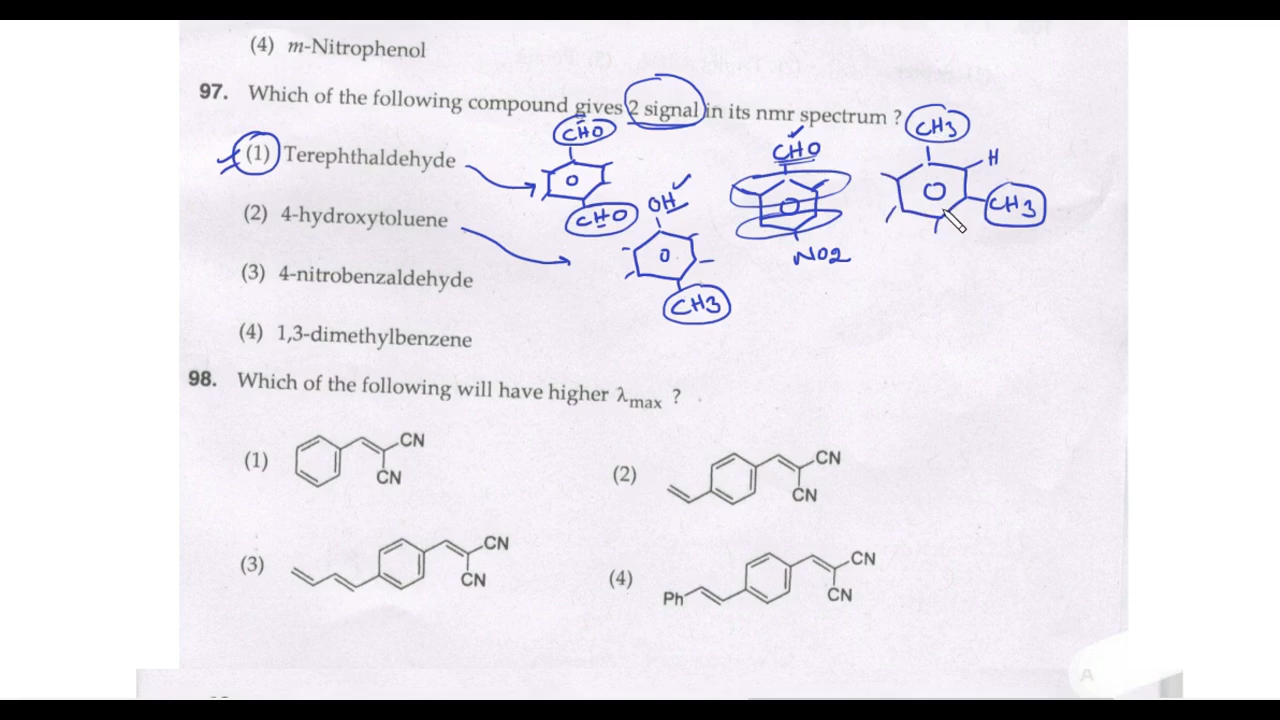 (4) m-Nitrophenol
97. Which of the following compound gives 2 signal in its nmr spectrum ?
(1) Terephthaldehyde
(2) 4-hydroxytoluene
(3) 4-nitrobenzaldehyde
(4) 1,3-dimethylbenzene
CHO
CHO
OH
CH3
CHO
NO2
CH3
H
CH3
98. Which of the following will have higher λmax ?
(1)
CN
CN
(2)
CN
CN
(3)
CN
CN
(4)
Ph
CN
CN
A